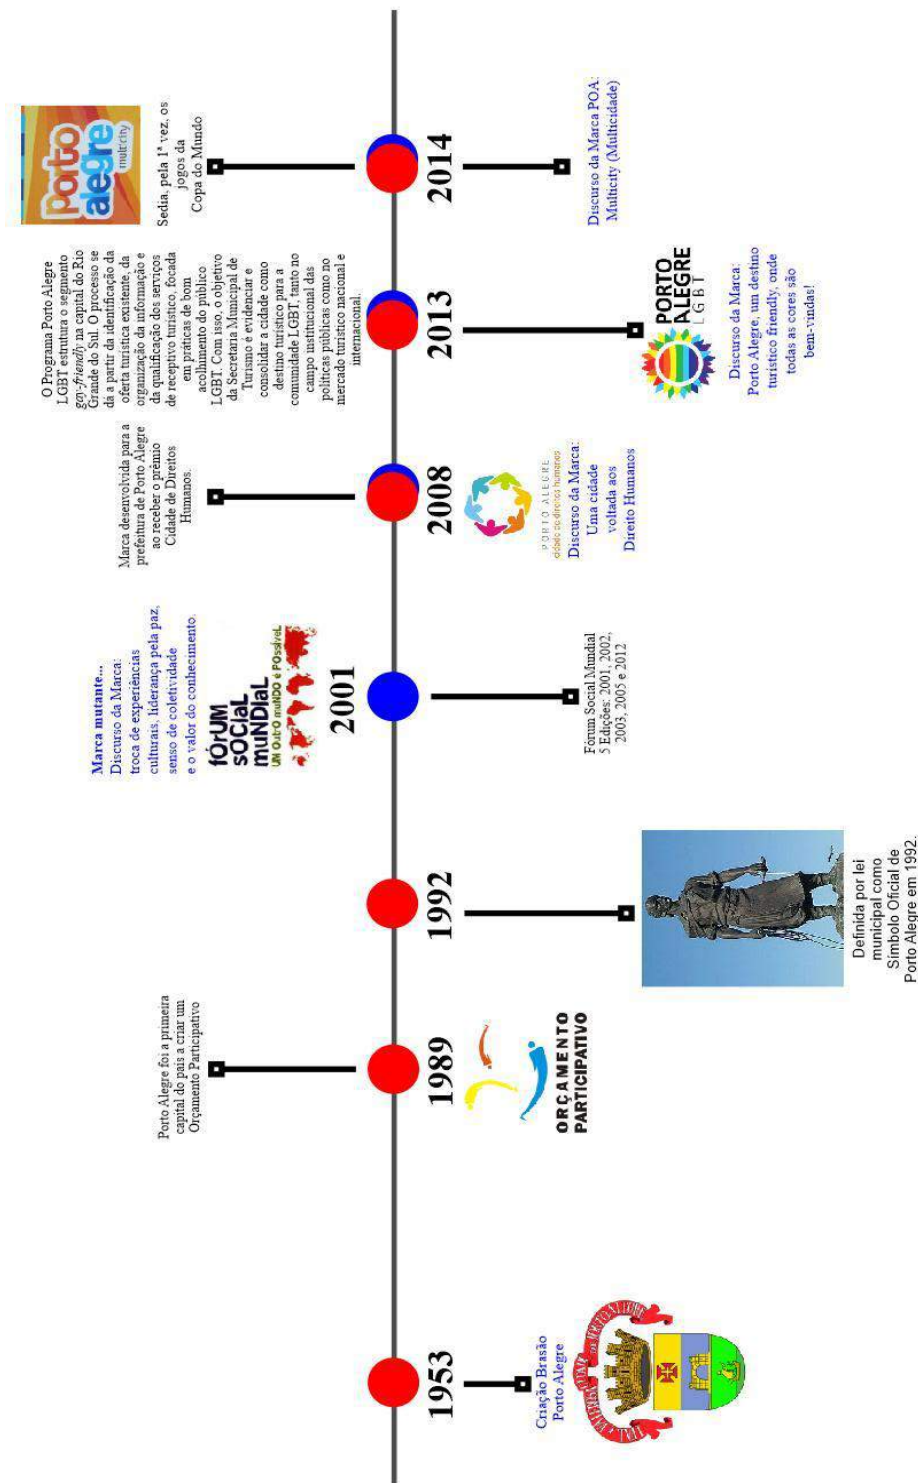 1953
Criação Brasão
Porto Alegre
Porto Alegre foi a primeira
capital do pais a criar um
Orçamento Participativo
1989
ORÇAMENTO
PARTICIPATIVO
1992
Definida por lei
municipal como
Simbolo Oficial de
Porto Alegre em 1992.
Marca mutante...
Discurso da Marca:
troca de experiências
culturais, liderança pela paz,
senso de coletividade
e o valor do conhecimento.
fÓrUM
sOCIaL
muNDIaL
UM OutrO muNDO é POssíveL
2001
Fórum Social Mundial
5 Edições: 2001, 2002,
2003, 2005 e 2012
Marca desenvolvida para a
prefeitura de Porto Alegre
ao receber o prêmio
Cidade de Direitos
Humanos.
2008
PORTO ALEGRE
cidade de direitos humanos
Discurso da Marca:
Uma cidade
voltada aos
Direito Humanos
O Programa Porto Alegre
LGBT estrutura o segmento
gay-friendly na capital do Rio
Grande do Sul. O processo se
dá a partir da identificação da
oferta turística existente, da
organização da informação e
da qualificação dos serviços
de receptivo turístico, focada
em práticas de bom
acolhimento do público
LGBT. Com isso, o objetivo
da Secretaria Municipal de
Turismo é evidenciar e
consolidar a cidade como
destino turístico para a
comunidade LGBT, tanto no
campo institucional das
políticas públicas como no
mercado turístico nacional e
internacional.
2013
PORTO
ALEGRE
LGBT
Discurso da Marca:
Porto Alegre, um destino
turístico friendly, onde
todas as cores são
bem-vindas!
porto
alegre
mult'city
Sedia, pela 1ª vez, os
jogos da
Copa do Mundo
2014
Discurso da Marca POA:
Multicity (Multicidade)